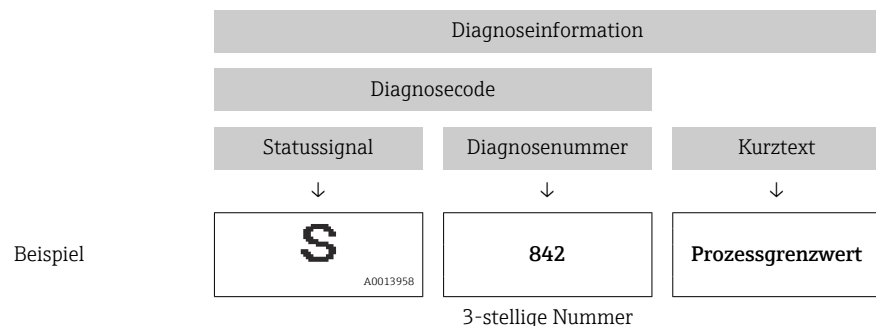 Diagnoseinformation
Diagnosecode
Statussignal Diagnosenummer Kurztext
↓ ↓ ↓
Beispiel S 842 Prozessgrenzwert
A0013958
3-stellige Nummer